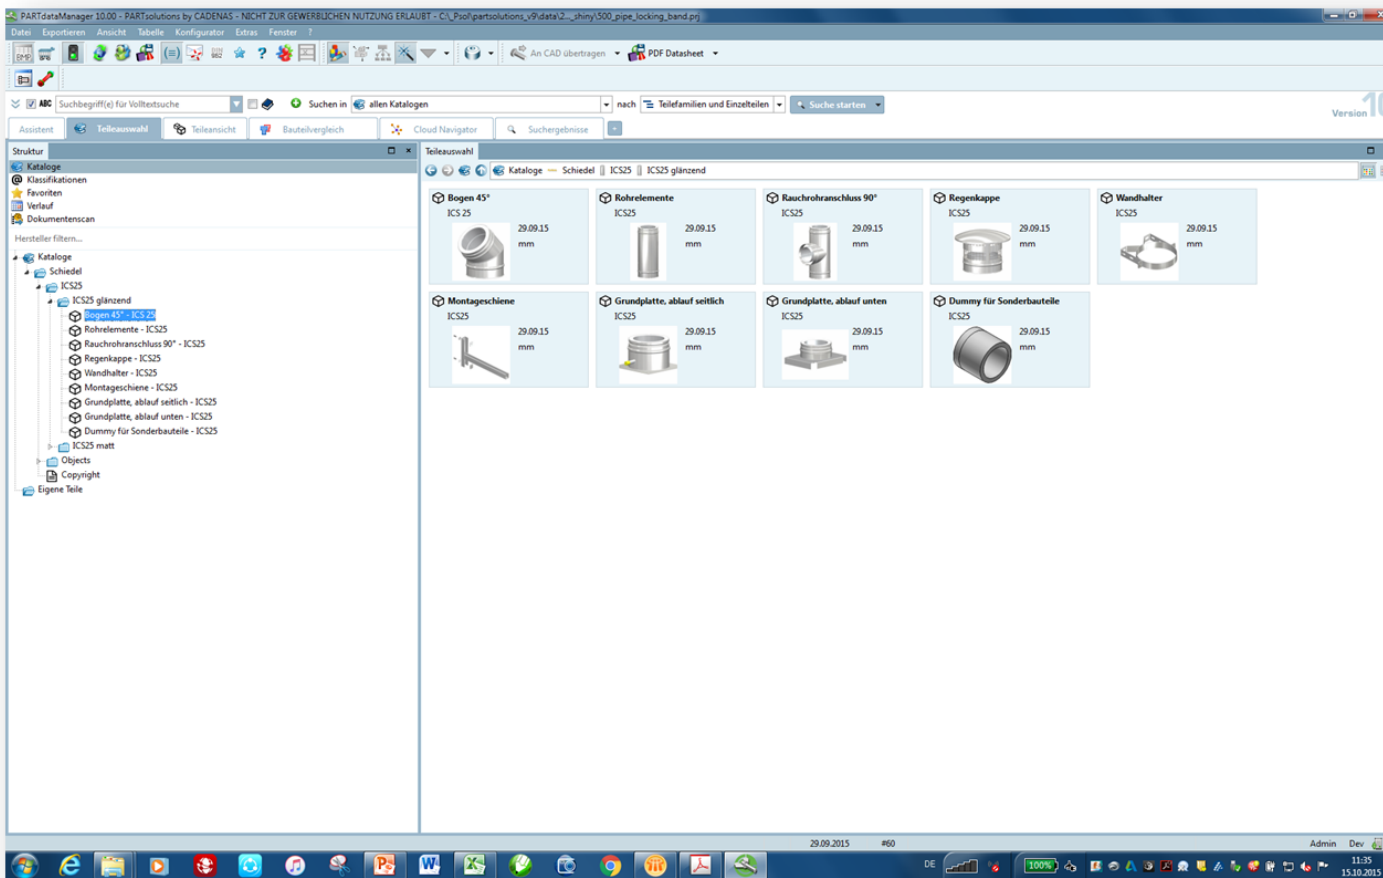 PARTdataManager 10.00 - PARTsolutions by CADENAS - NICHT ZUR GEWERBLICHEN NUTZUNG ERLAUBT - C:\_Psol\partsolutions_v9\data\2..._shiny\500_pipe_locking_band.prj
Datei Exportieren Ansicht Tabelle Konfigurator Extras Fenster ?
BMP An CAD übertragen PDF Datasheet
ABC Suchbegriff(e) für Volltextsuche Suchen in allen Katalogen nach Teilefamilien und Einzelteilen Suche starten
Version 10
Assistent Teileauswahl Teileansicht Bauteilvergleich Cloud Navigator Suchergebnisse
Struktur
Kataloge
Klassifikationen
Favoriten
Verlauf
Dokumentenscan
Hersteller filtern...
Kataloge
Schiedel
ICS25
ICS25 glänzend
Bogen 45° - ICS 25
Rohrelemente - ICS25
Rauchrohranschluss 90° - ICS25
Regenkappe - ICS25
Wandhalter - ICS25
Montageschiene - ICS25
Grundplatte, ablauf seitlich - ICS25
Grundplatte, ablauf unten - ICS25
Dummy für Sonderbauteile - ICS25
ICS25 matt
Objects
Copyright
Eigene Teile
Teileauswahl
Kataloge Schiedel ICS25 ICS25 glänzend
Bogen 45°
ICS 25
29.09.15
mm
Rohrelemente
ICS25
29.09.15
mm
Rauchrohranschluss 90°
ICS25
29.09.15
mm
Regenkappe
ICS25
29.09.15
mm
Wandhalter
ICS25
29.09.15
mm
Montageschiene
ICS25
29.09.15
mm
Grundplatte, ablauf seitlich
ICS25
29.09.15
mm
Grundplatte, ablauf unten
ICS25
29.09.15
mm
Dummy für Sonderbauteile
ICS25
29.09.15
mm
29.09.2015 #60 Admin Dev
DE 100% 11:35
15.10.2015